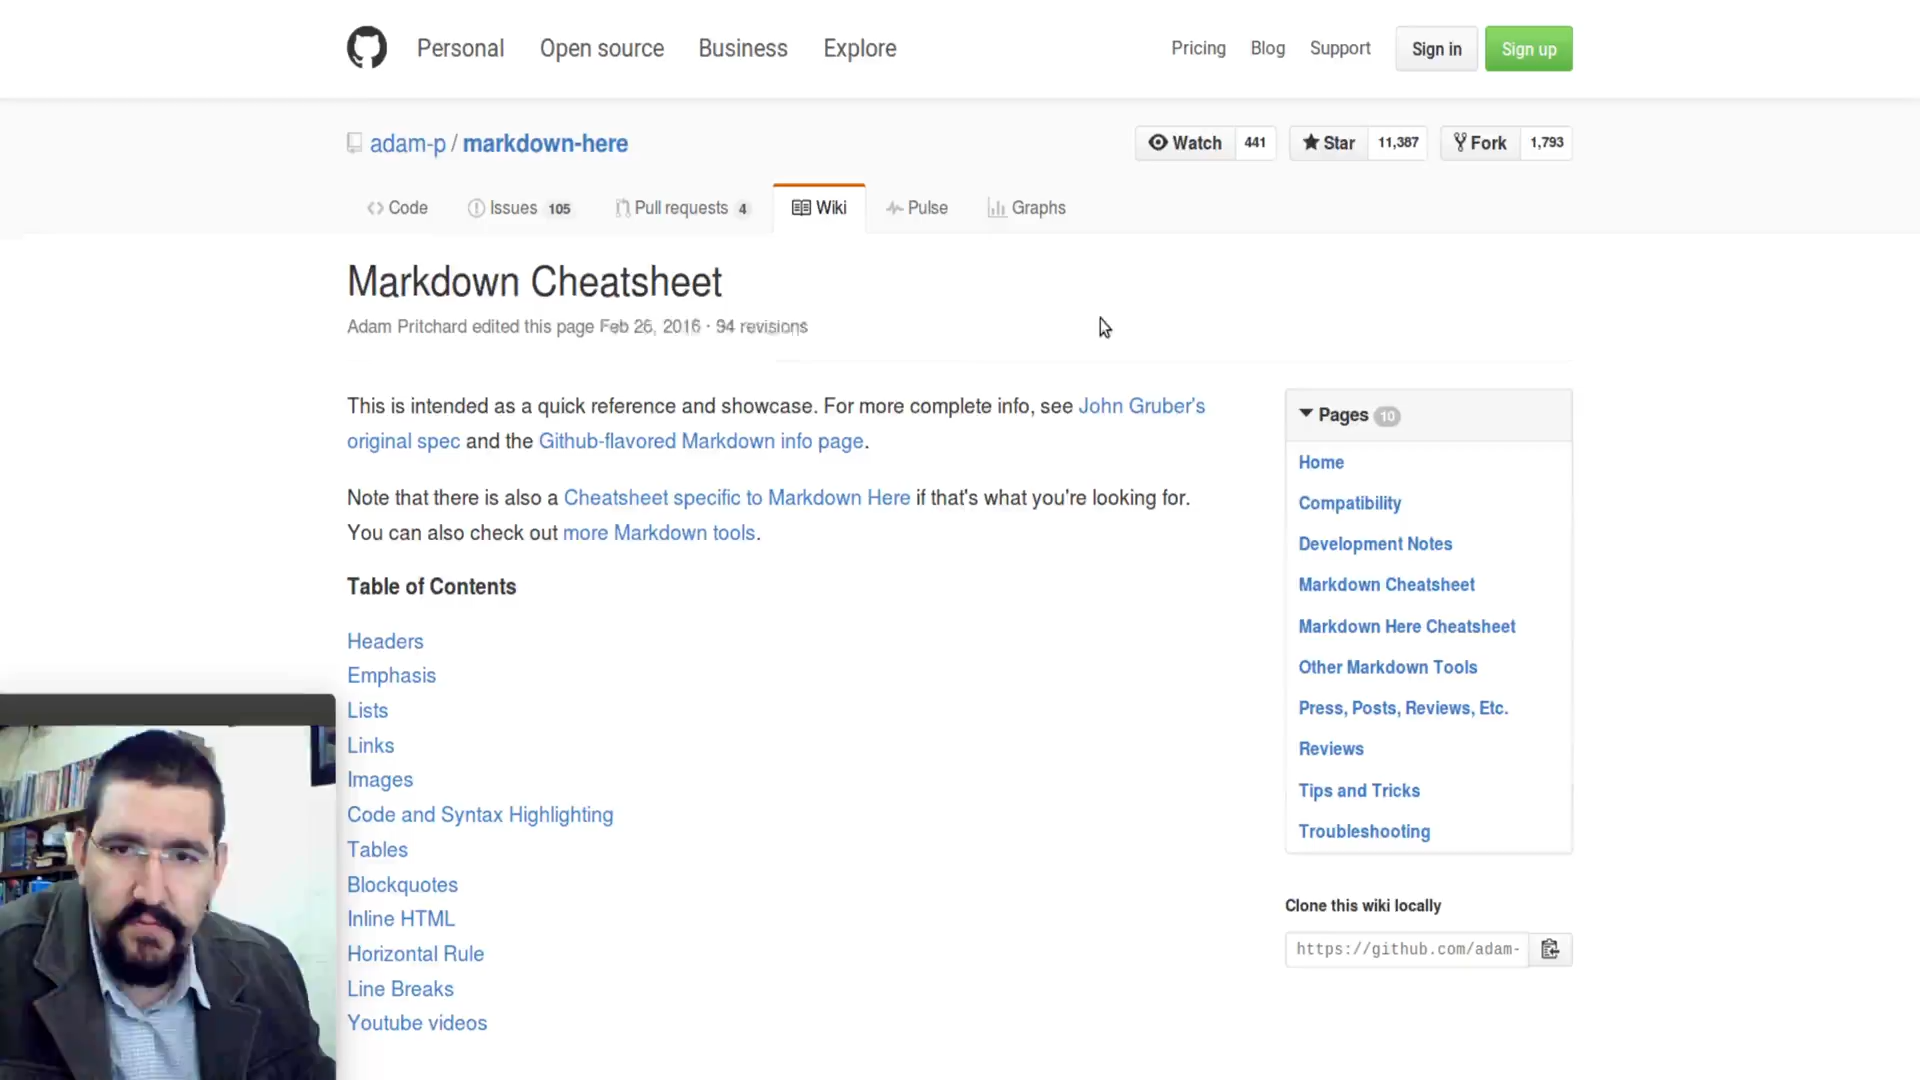 Personal Open source Business Explore Pricing Blog Support Sign in Sign up
adam-p / markdown-here Watch 441 Star 11,387 Fork 1,793
Code Issues 105 Pull requests 4 Wiki Pulse Graphs
Markdown Cheatsheet
Adam Pritchard edited this page Feb 26, 2016 · 94 revisions
This is intended as a quick reference and showcase. For more complete info, see John Gruber's
original spec and the Github-flavored Markdown info page.
Note that there is also a Cheatsheet specific to Markdown Here if that's what you're looking for.
You can also check out more Markdown tools.
Table of Contents
Headers
Emphasis
Lists
Links
Images
Code and Syntax Highlighting
Tables
Blockquotes
Inline HTML
Horizontal Rule
Line Breaks
Youtube videos
Pages 10
Home
Compatibility
Development Notes
Markdown Cheatsheet
Markdown Here Cheatsheet
Other Markdown Tools
Press, Posts, Reviews, Etc.
Reviews
Tips and Tricks
Troubleshooting
Clone this wiki locally
https://github.com/adam-